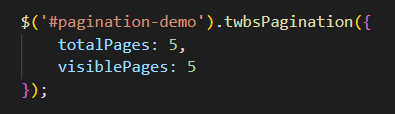 $('#pagination-demo').twbsPagination({
    totalPages: 5,
    visiblePages: 5
});